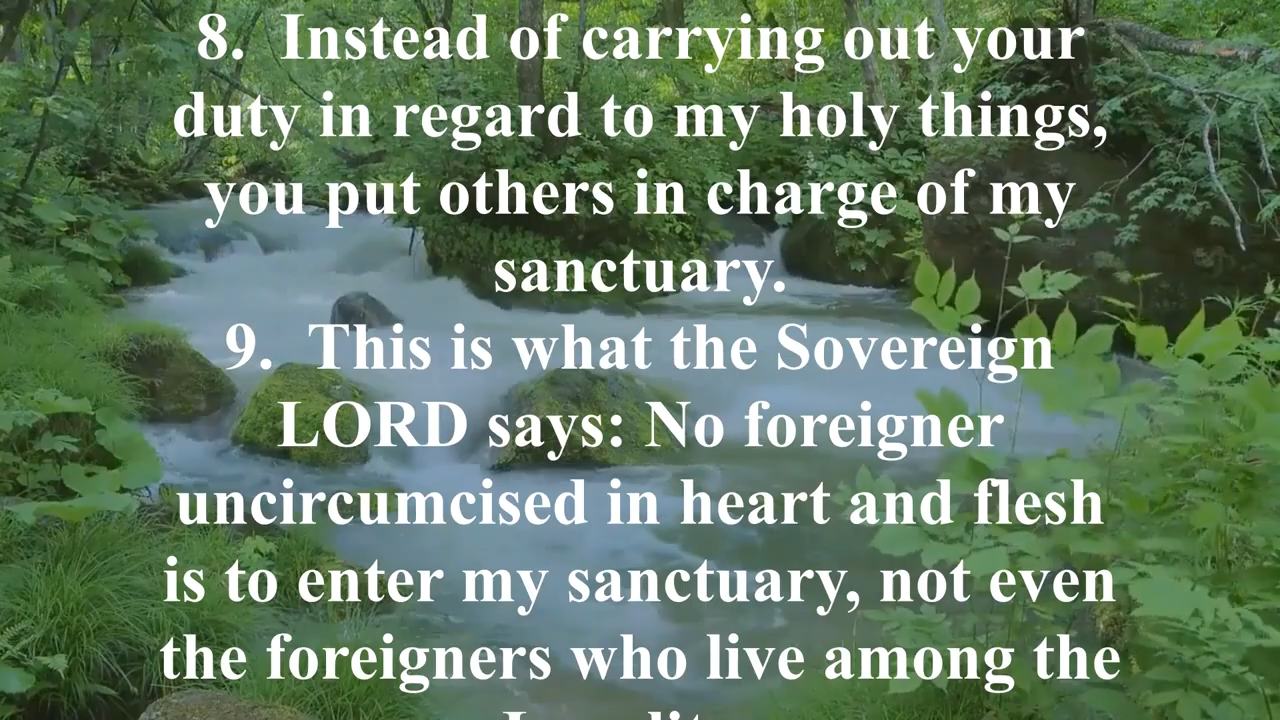 8.  Instead of carrying out your
duty in regard to my holy things,
you put others in charge of my
sanctuary.
9.  This is what the Sovereign
LORD says: No foreigner
uncircumcised in heart and flesh
is to enter my sanctuary, not even
the foreigners who live among the